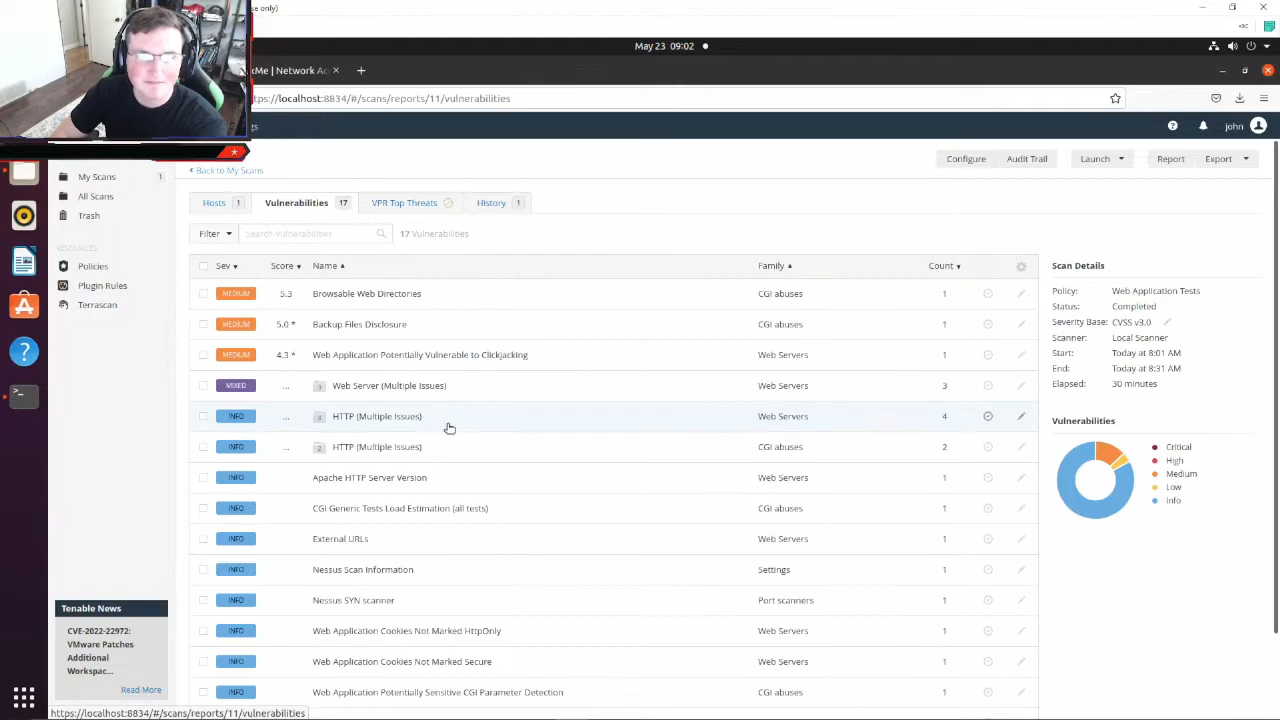 se only)
May 23 09:02
xMe | Network A
tps://localhost:8834/#/scans/reports/11/vulnerabilities
gs
john
My Scans 1
All Scans
Trash
RESOURCES
Policies
Plugin Rules
Terrascan
Back to My Scans
Configure Audit Trail Launch Report Export
Hosts 1 Vulnerabilities 17 VPR Top Threats History 1
Filter Search Vulnerabilities 17 Vulnerabilities
Sev Score Name Family Count
MEDIUM 5.3 Browsable Web Directories CGI abuses 1
MEDIUM 5.0 * Backup Files Disclosure CGI abuses 1
MEDIUM 4.3 * Web Application Potentially Vulnerable to Clickjacking Web Servers 1
MIXED ... 3 Web Server (Multiple Issues) Web Servers 3
INFO ... 4 HTTP (Multiple Issues) Web Servers 4
INFO ... 2 HTTP (Multiple Issues) CGI abuses 2
INFO Apache HTTP Server Version Web Servers 1
INFO CGI Generic Tests Load Estimation (all tests) CGI abuses 1
INFO External URLs Web Servers 1
INFO Nessus Scan Information Settings 1
INFO Nessus SYN scanner Port scanners 1
INFO Web Application Cookies Not Marked HttpOnly Web Servers 1
INFO Web Application Cookies Not Marked Secure Web Servers 1
INFO Web Application Potentially Sensitive CGI Parameter Detection CGI abuses 1
Scan Details
Policy: Web Application Tests
Status: Completed
Severity Base: CVSS v3.0
Scanner: Local Scanner
Start: Today at 8:01 AM
End: Today at 8:31 AM
Elapsed: 30 minutes
Vulnerabilities
Critical
High
Medium
Low
Info
Tenable News
CVE-2022-22972:
VMware Patches
Additional
Workspac...
Read More
https://localhost:8834/#/scans/reports/11/vulnerabilities